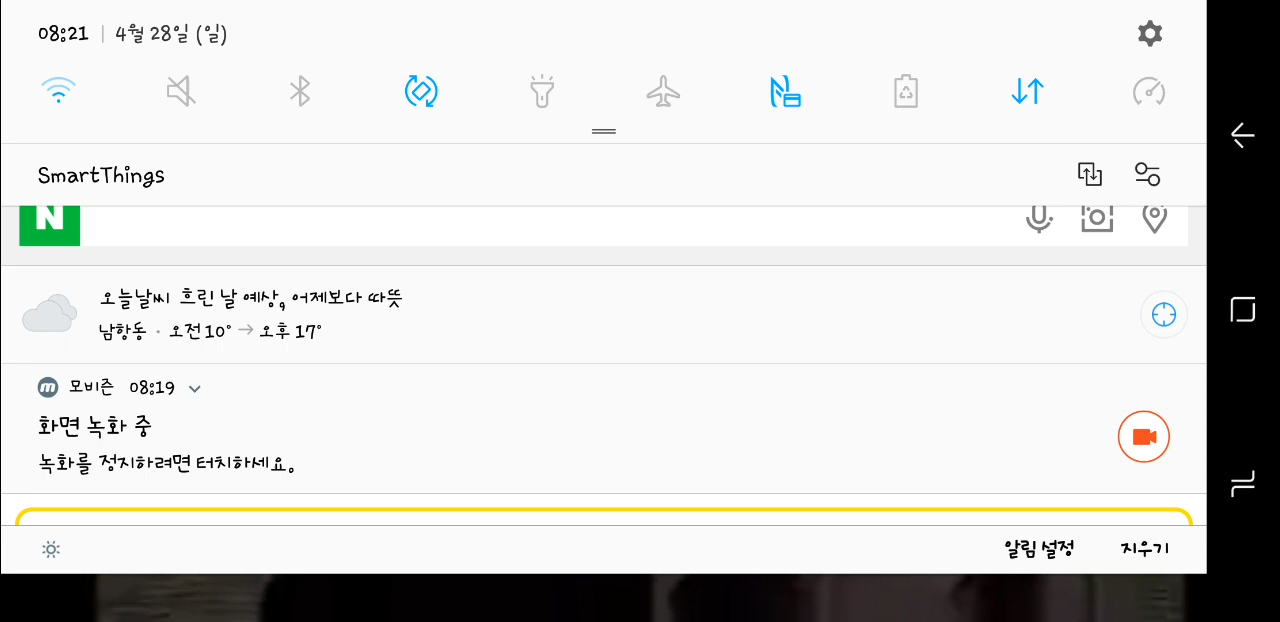 08:21 | 4월 28일 (일)
SmartThings
N
오늘날씨 흐린 날 예상, 어제보다 따뜻
남항동 · 오전 10° → 오후 17°
m 모비즌 08:19
화면 녹화 중
녹화를 정지하려면 터치하세요.
알림 설정 지우기